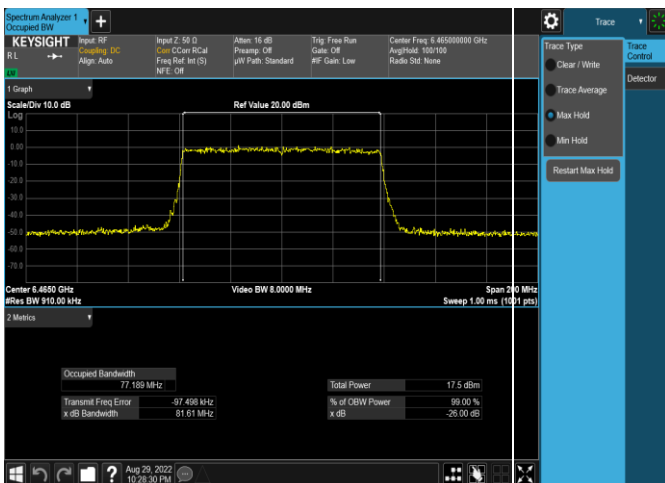 Spectrum Analyzer 1
Occupied BW
+
KEYSIGHT
R L
LV
Input: RF
Coupling: DC
Align: Auto
Input Z: 50 Ω
Corr CCorr RCal
Freq Ref: Int (S)
NFE: Off
Atten: 16 dB
Preamp: Off
µW Path: Standard
Trig: Free Run
Gate: Off
#IF Gain: Low
Center Freq: 6.465000000 GHz
Avg|Hold: 100/100
Radio Std: None
Trace
Trace Type
Clear / Write
Trace Average
Max Hold
Min Hold
Restart Max Hold
Trace Control
Detector
1 Graph
Scale/Div 10.0 dB
Ref Value 20.00 dBm
Log
10.0
0.00
-10.0
-20.0
-30.0
-40.0
-50.0
-60.0
-70.0
Center 6.4650 GHz
#Res BW 910.00 kHz
Video BW 8.0000 MHz
Span 200 MHz
Sweep 1.00 ms (1001 pts)
2 Metrics
Occupied Bandwidth
77.189 MHz
Total Power 17.5 dBm
Transmit Freq Error -97.498 kHz
% of OBW Power 99.00 %
x dB Bandwidth 81.61 MHz
x dB -26.00 dB
?
Aug 29, 2022
10:28:30 PM